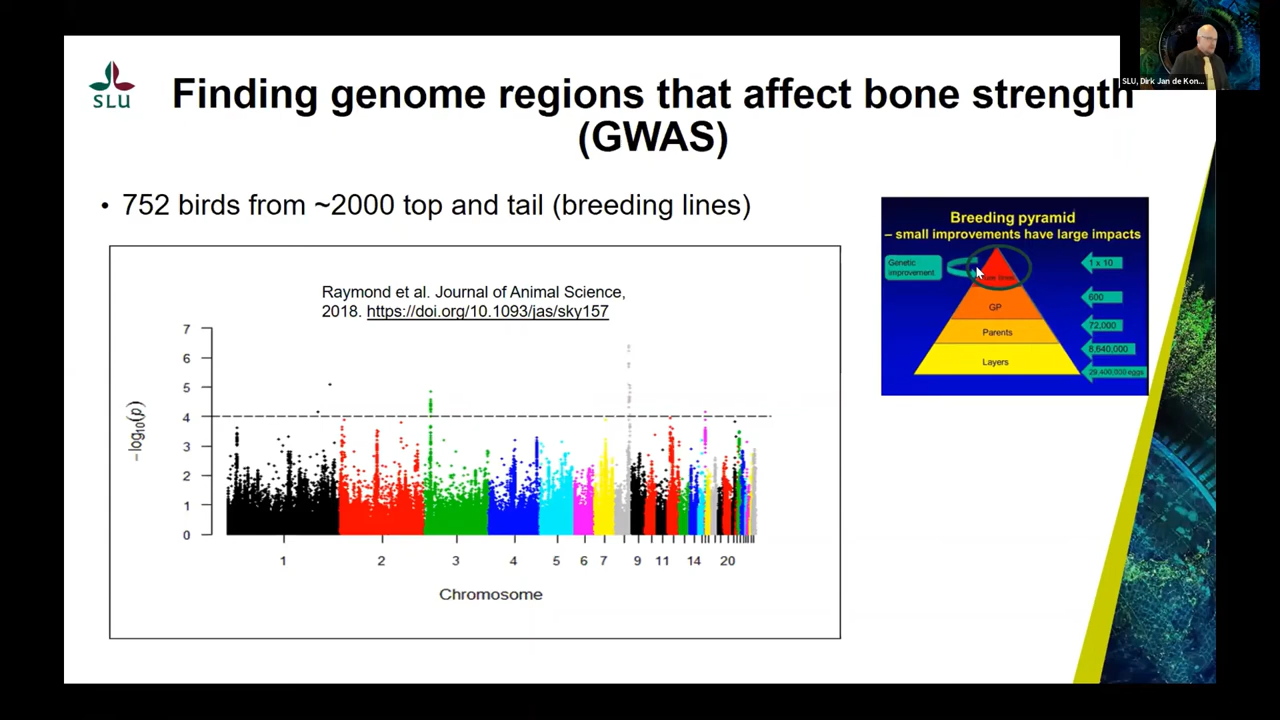 SLU
Finding genome regions that affect bone strength
(GWAS)
SLU, Dirk Jan de Kon...
• 752 birds from ~2000 top and tail (breeding lines)
Raymond et al. Journal of Animal Science,
2018. https://doi.org/10.1093/jas/sky157
7
6
5
4
3
2
1
0
-log10(p)
1 2 3 4 5 6 7 9 11 14 20
Chromosome
Breeding pyramid
– small improvements have large impacts
Genetic
improvement
1 x 10
GP
600
Parents
72,000
Layers
8,640,000
29,400,000 eggs